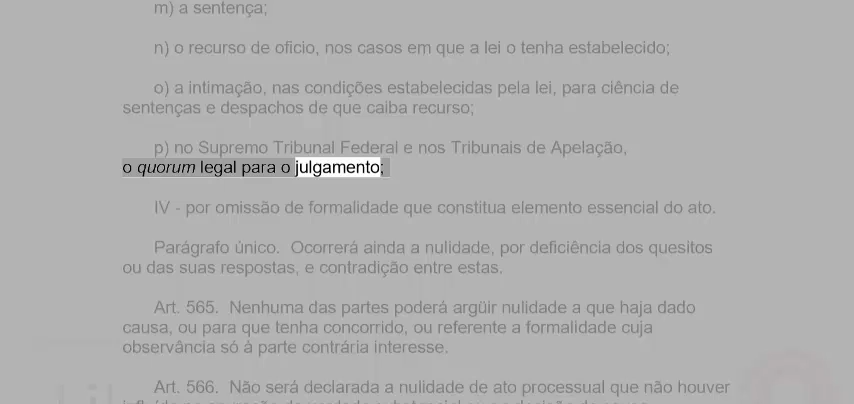 m) a sentença;
n) o recurso de oficio, nos casos em que a lei o tenha estabelecido;
o) a intimação, nas condições estabelecidas pela lei, para ciência de
sentenças e despachos de que caiba recurso;
p) no Supremo Tribunal Federal e nos Tribunais de Apelação,
o quorum legal para o julgamento;
IV - por omissão de formalidade que constitua elemento essencial do ato.
Parágrafo único. Ocorrerá ainda a nulidade, por deficiência dos quesitos
ou das suas respostas, e contradição entre estas.
Art. 565. Nenhuma das partes poderá argüir nulidade a que haja dado
causa, ou para que tenha concorrido, ou referente a formalidade cuja
observância só à parte contrária interesse.
Art. 566. Não será declarada a nulidade de ato processual que não houver